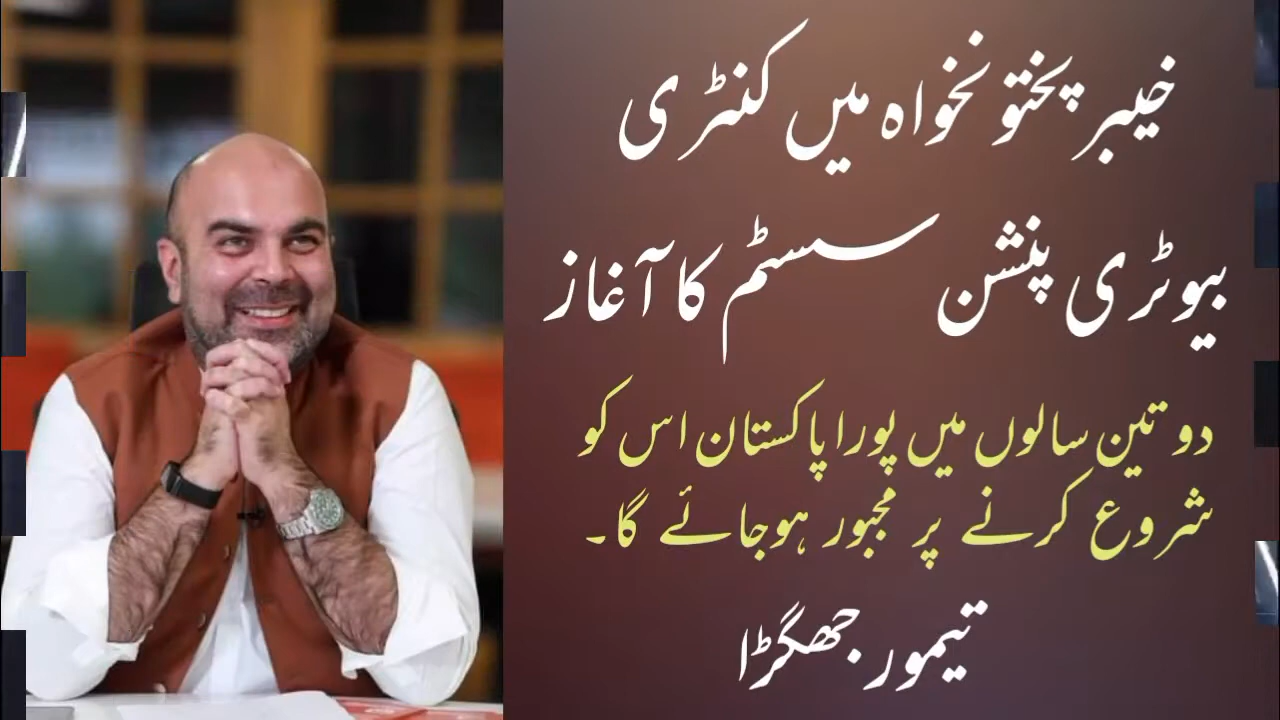 خیبر پختونخواہ میں کنٹری
بیوٹری پنشن سسٹم کا آغاز
دو تین سالوں میں پورا پاکستان اس کو
شروع کرنے پر مجبور ہوجائے گا۔
تیمور جھگڑا